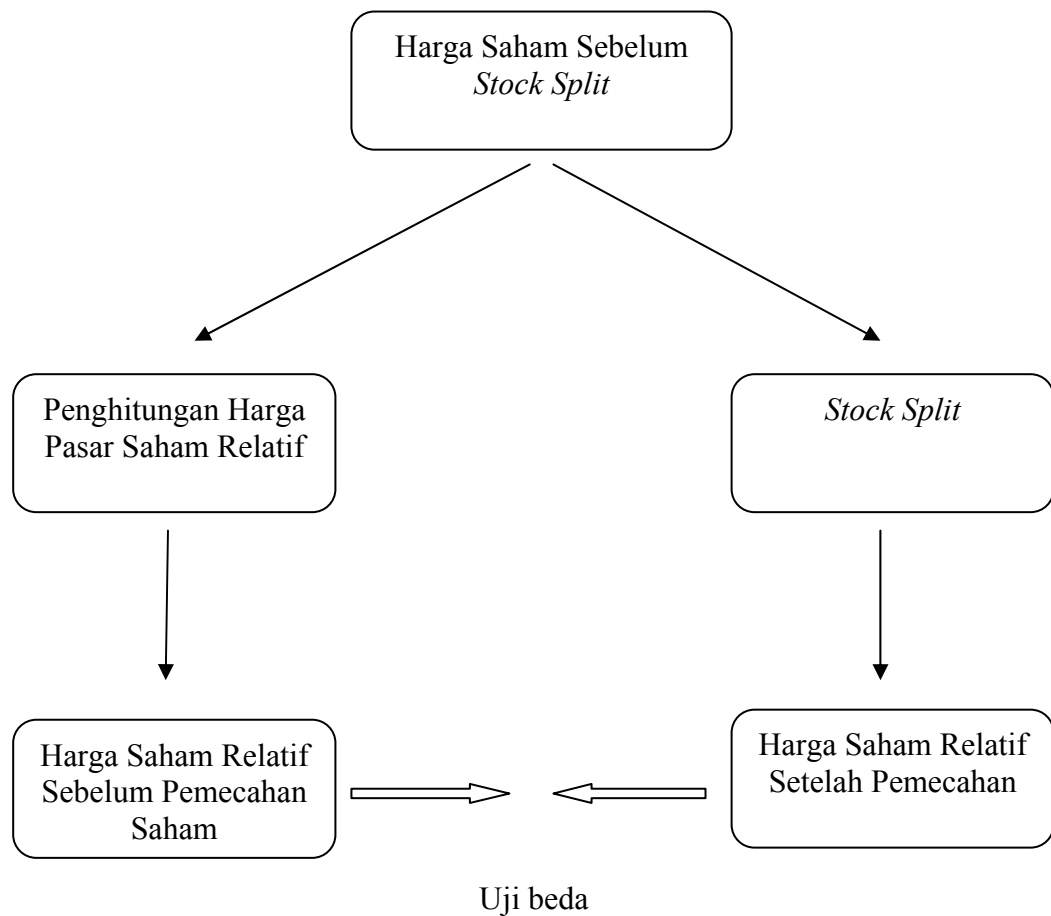 Harga Saham Sebelum
Stock Split
Penghitungan Harga
Pasar Saham Relatif
Stock Split
Harga Saham Relatif
Sebelum Pemecahan
Saham
Harga Saham Relatif
Setelah Pemecahan
Uji beda